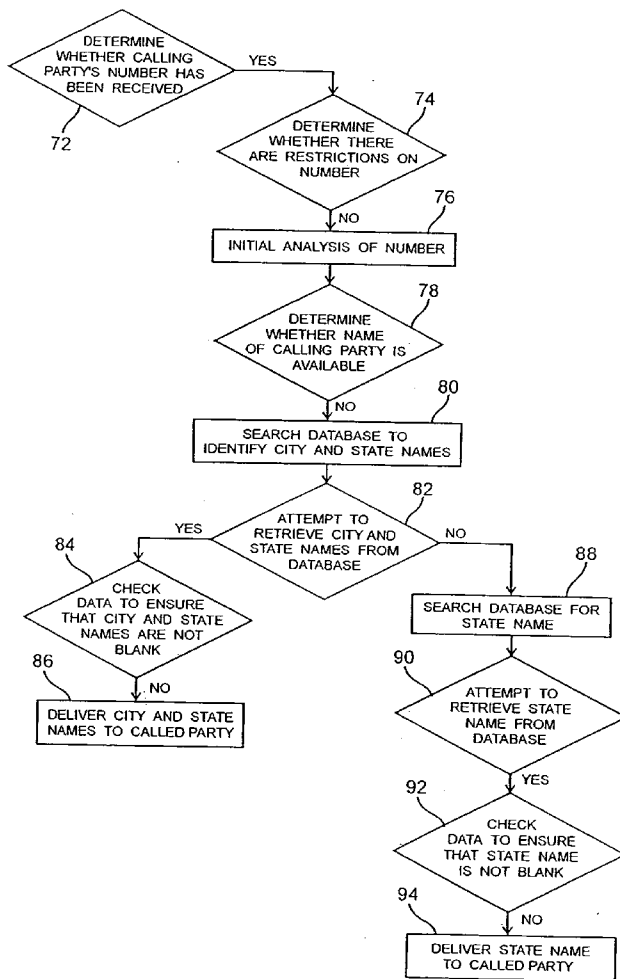 DETERMINE
WHETHER CALLING
PARTY'S NUMBER HAS
BEEN RECEIVED
72
YES
74
DETERMINE
WHETHER THERE
ARE RESTRICTIONS ON
NUMBER
NO
76
INITIAL ANALYSIS OF NUMBER
78
DETERMINE
WHETHER NAME
OF CALLING PARTY IS
AVAILABLE
NO
80
SEARCH DATABASE TO
IDENTIFY CITY AND STATE NAMES
82
ATTEMPT TO
RETRIEVE CITY AND
STATE NAMES FROM
DATABASE
YES
84
CHECK
DATA TO ENSURE
THAT CITY AND STATE
NAMES ARE NOT
BLANK
NO
86
DELIVER CITY AND STATE
NAMES TO CALLED PARTY
NO
88
SEARCH DATABASE FOR
STATE NAME
90
ATTEMPT TO
RETRIEVE STATE
NAME FROM
DATABASE
YES
92
CHECK
DATA TO ENSURE
THAT STATE NAME
IS NOT BLANK
NO
94
DELIVER STATE NAME
TO CALLED PARTY